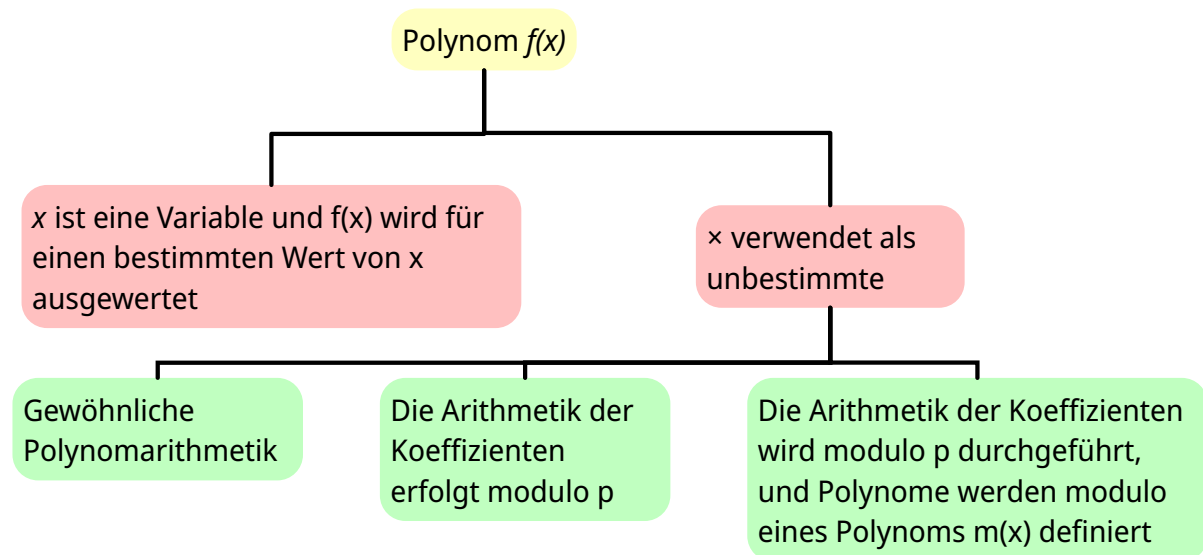 Polynom f(x)
x ist eine Variable und f(x) wird für
einen bestimmten Wert von x
ausgewertet
× verwendet als
unbestimmte
Gewöhnliche
Polynomarithmetik
Die Arithmetik der
Koeffizienten
erfolgt modulo p
Die Arithmetik der Koeffizienten
wird modulo p durchgeführt,
und Polynome werden modulo
eines Polynoms m(x) definiert